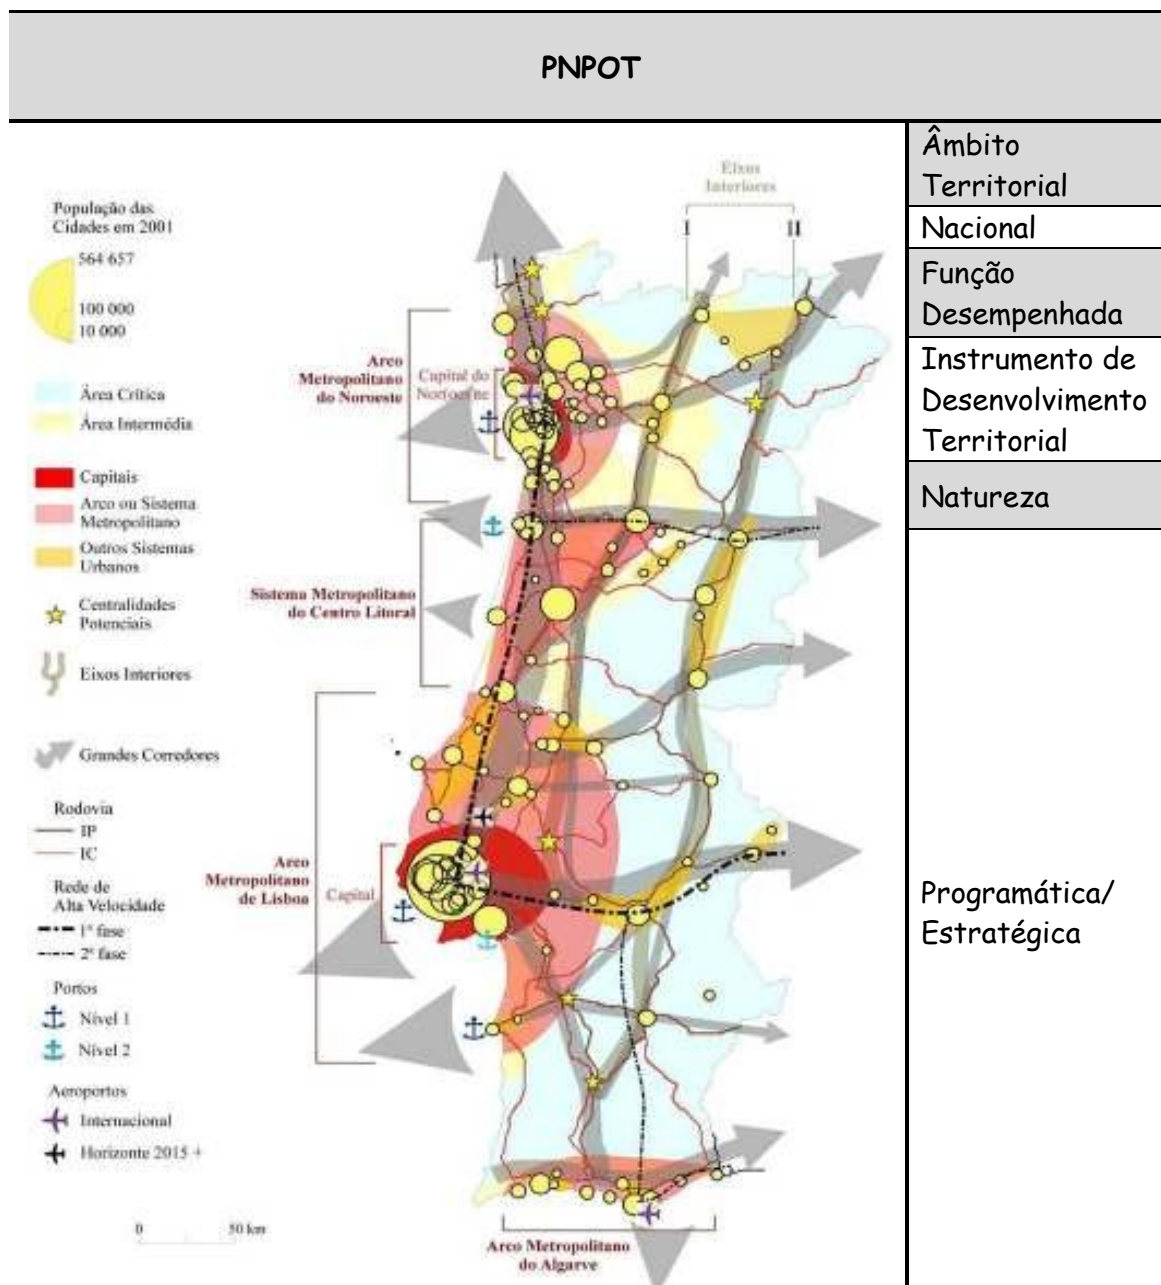 PNPOT
População das
Cidades em 2001
564 657
100 000
10 000
Área Crítica
Área Intermédia
Capitais
Arco ou Sistema
Metropolitano
Outros Sistemas
Urbanos
Centralidades
Potenciais
Eixos Interiores
Grandes Corredores
Rodovia
IP
IC
Rede de
Alta Velocidade
1ª fase
2ª fase
Portos
Nível 1
Nível 2
Aeroportos
Internacional
Horizonte 2015 +
0 50 km
Eixos
Interiores
I II
Arco
Metropolitano
do Noroeste
Capital do
Noroeste
Sistema Metropolitano
do Centro Litoral
Arco
Metropolitano
de Lisboa
Capital
Arco Metropolitano
do Algarve
Âmbito
Territorial
Nacional
Função
Desempenhada
Instrumento de
Desenvolvimento
Territorial
Natureza
Programática/
Estratégica